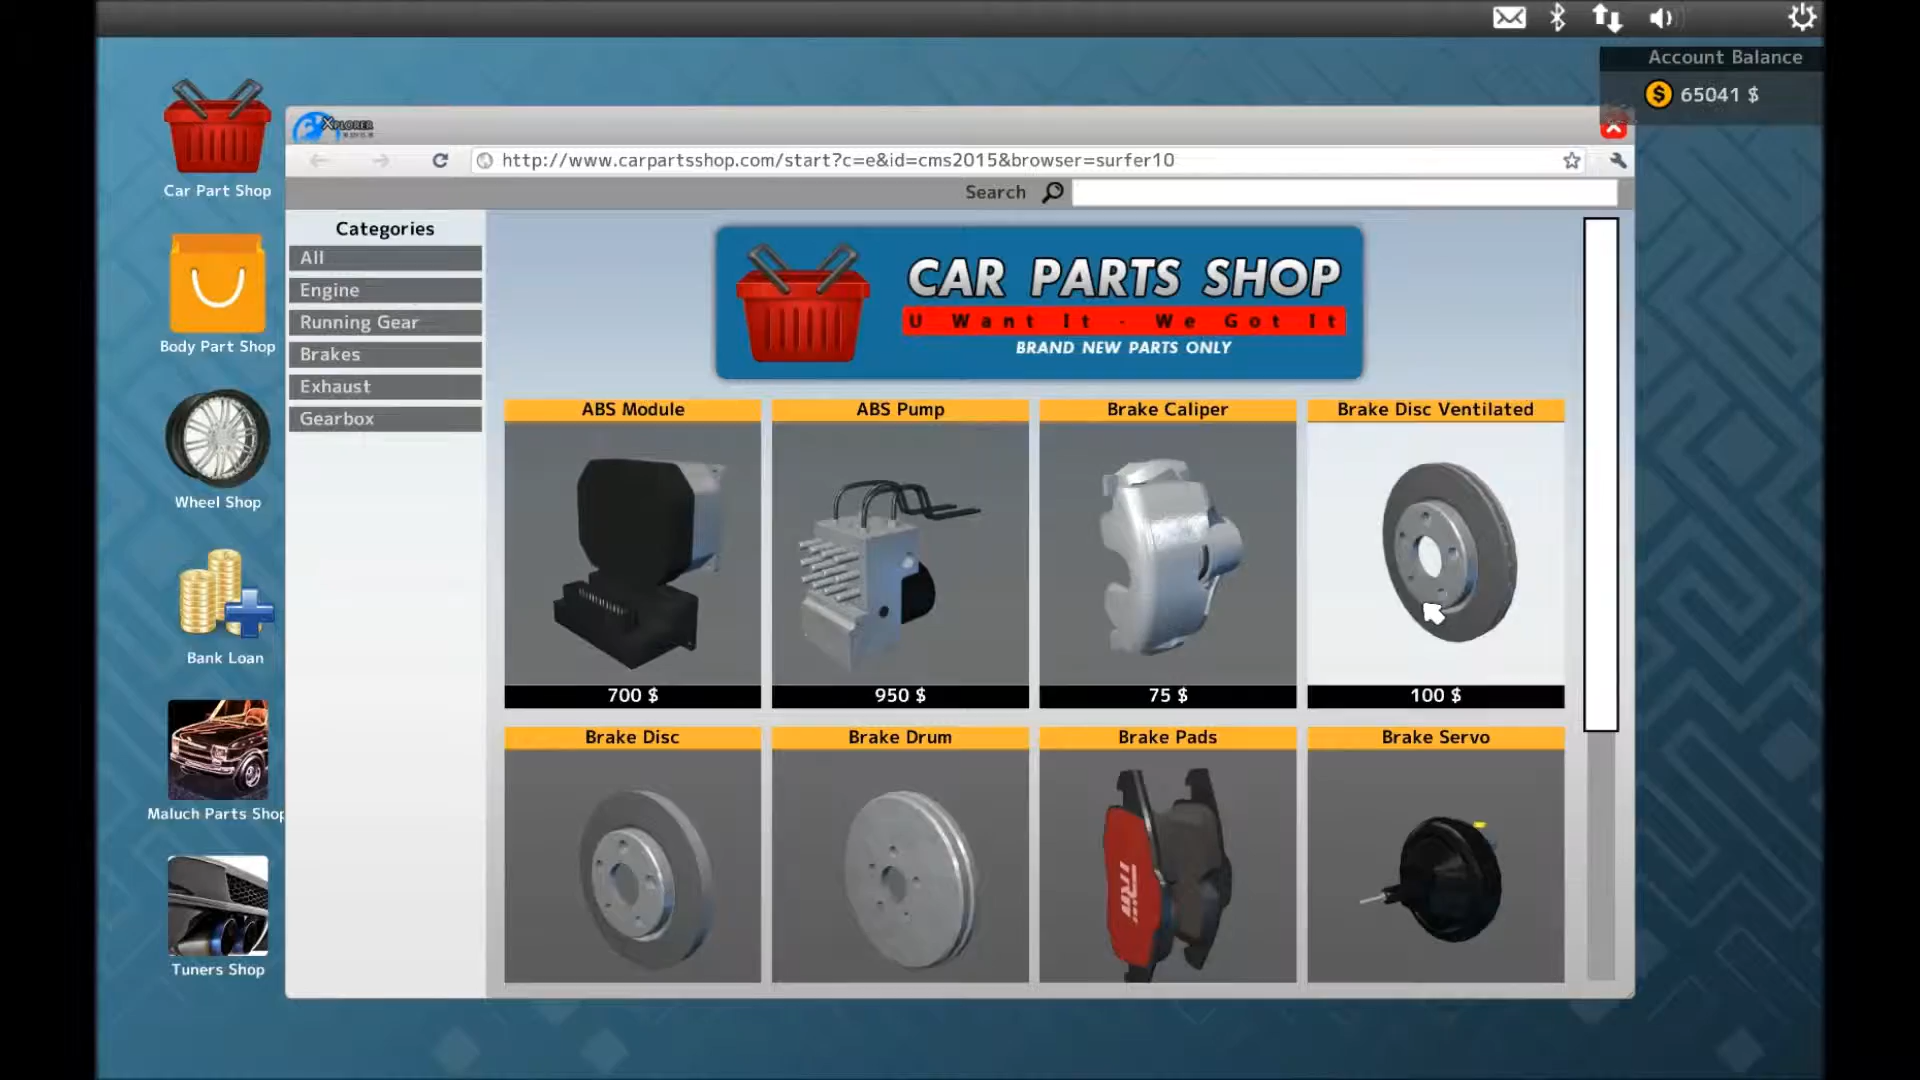 Account Balance
65041 $
Car Part Shop
Body Part Shop
Wheel Shop
Bank Loan
Maluch Parts Shop
Tuners Shop
XPLORER
http://www.carpartsshop.com/start?c=e&id=cms2015&browser=surfer10
Search
Categories
All
Engine
Running Gear
Brakes
Exhaust
Gearbox
CAR PARTS SHOP
U Want It - We Got It
BRAND NEW PARTS ONLY
ABS Module
700 $
ABS Pump
950 $
Brake Caliper
75 $
Brake Disc Ventilated
100 $
Brake Disc
Brake Drum
Brake Pads
TRW
Brake Servo